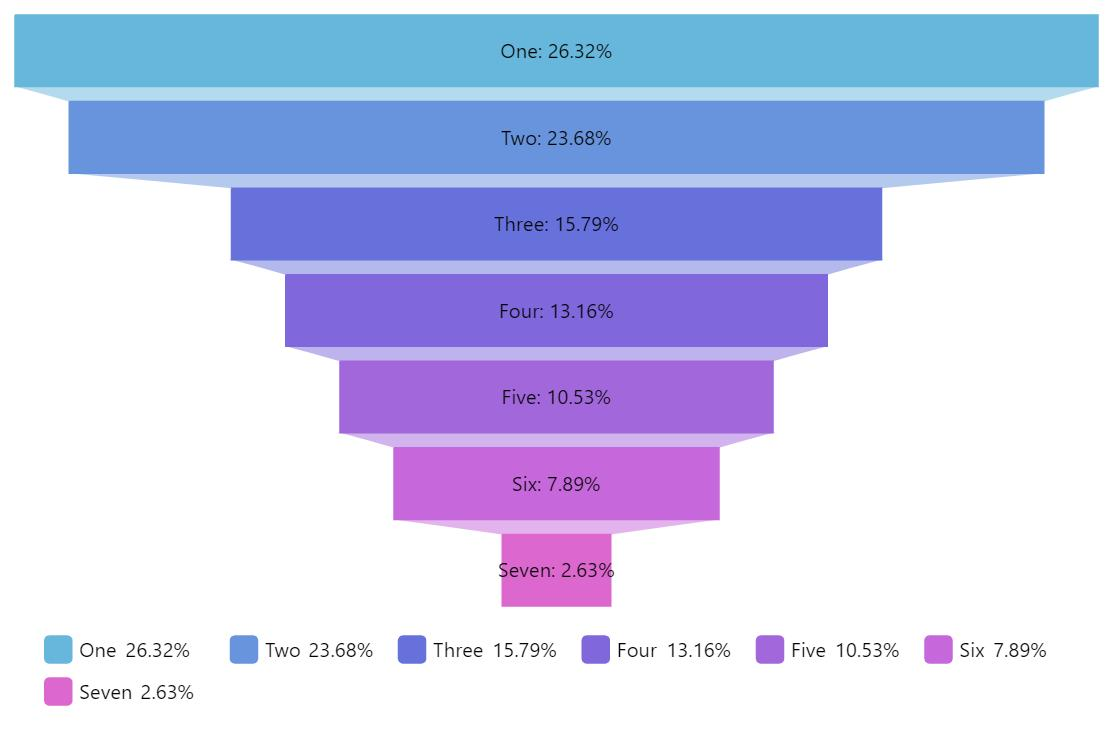 One: 26.32%
Two: 23.68%
Three: 15.79%
Four: 13.16%
Five: 10.53%
Six: 7.89%
Seven: 2.63%
One 26.32% Two 23.68% Three 15.79% Four 13.16% Five 10.53% Six 7.89%
Seven 2.63%